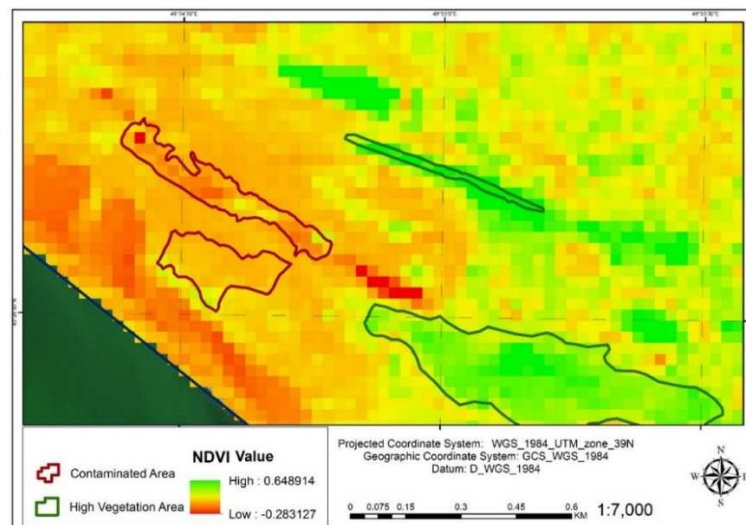 NDVI Value
Contaminated Area
High Vegetation Area
High : 0.648914
Low : -0.283127
Projected Coordinate System: WGS_1984_UTM_zone_39N
Geographic Coordinate System: GCS_WGS_1984
Datum: D_WGS_1984
N
W
E
S
0 0.075 0.15 0.3 0.45 0.6
KM
1:7,000